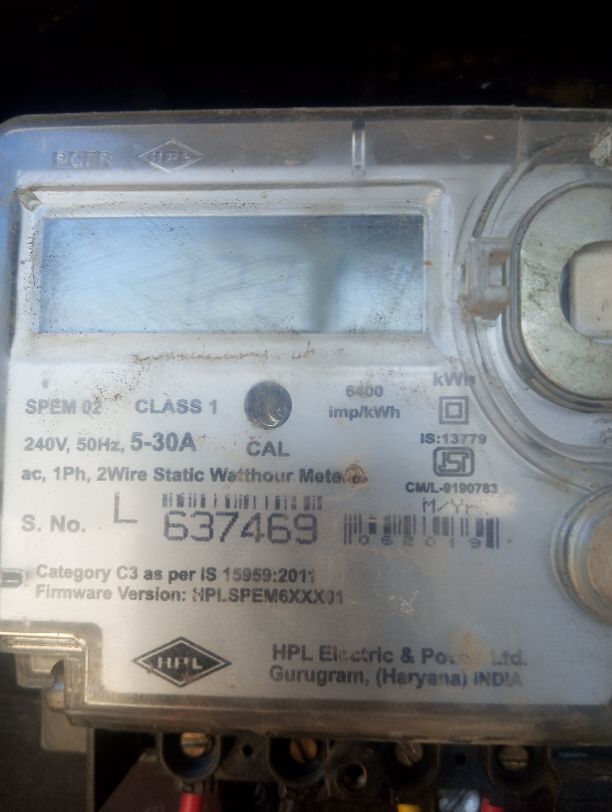 HPL
kWh
SPEM 02 CLASS 1 6400
imp/kWh
240V, 50Hz, 5-30A CAL IS:13779
ac, 1Ph, 2Wire Static Watthour Meter
ISI
CM/L-9190783
M/Yr.
S. No. L 637469 062019
Category C3 as per IS 15959:2011
Firmware Version: HPLSPEM6XXX01
HPL HPL Electric & Power Ltd.
Gurugram, (Haryana) INDIA